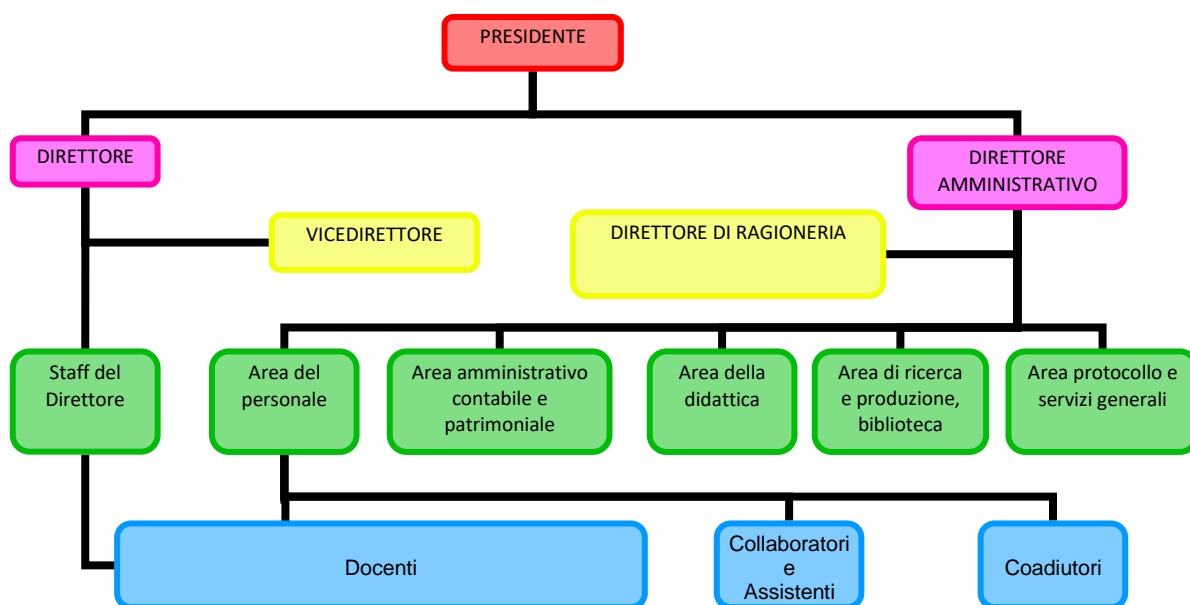 PRESIDENTE
DIRETTORE
DIRETTORE
AMMINISTRATIVO
VICEDIRETTORE
DIRETTORE DI RAGIONERIA
Staff del
Direttore
Area del
personale
Area amministrativo
contabile e
patrimoniale
Area della
didattica
Area di ricerca
e produzione,
biblioteca
Area protocollo e
servizi generali
Docenti
Collaboratori
e
Assistenti
Coadiutori